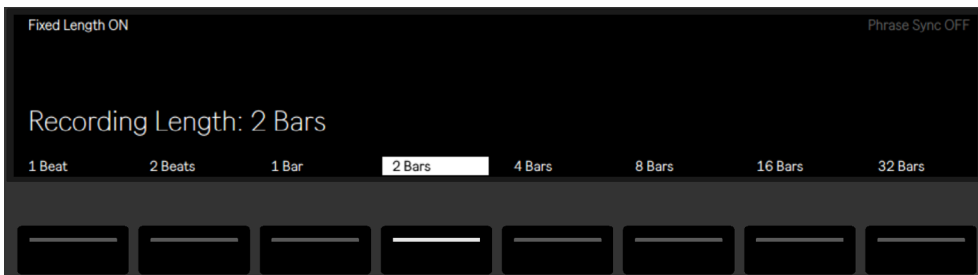 Fixed Length ON
Phrase Sync OFF
Recording Length: 2 Bars
1 Beat 2 Beats 1 Bar 2 Bars 4 Bars 8 Bars 16 Bars 32 Bars